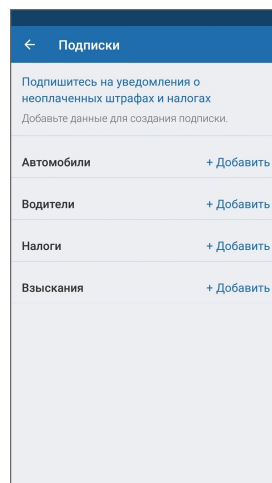 Подписки
Подпишитесь на уведомления о
неоплаченных штрафах и налогах
Добавьте данные для создания подписки.
Автомобили + Добавить
Водители + Добавить
Налоги + Добавить
Взыскания + Добавить